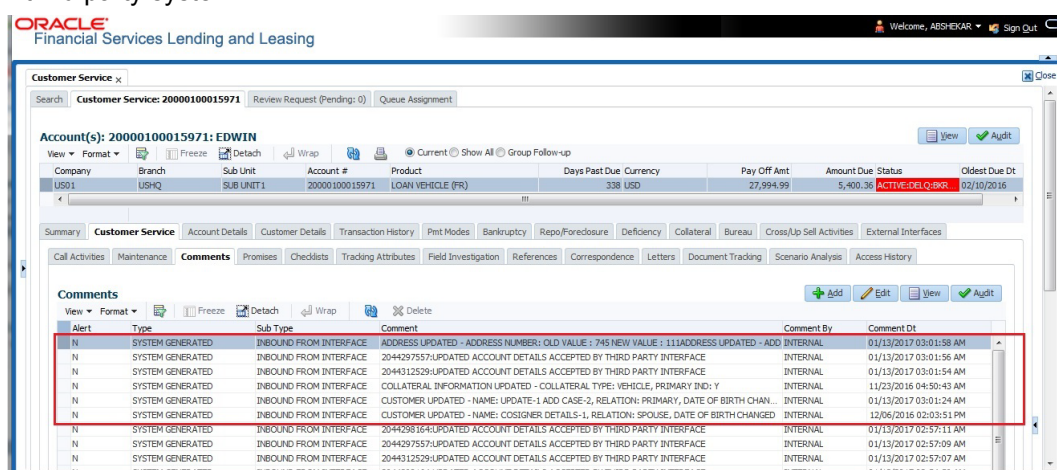 ORACLE
Financial Services Lending and Leasing
Welcome, ABSHEKAR Sign Out
Close
Customer Service x
Search Customer Service: 20000100015971 Review Request (Pending: 0) Queue Assignment
Account(s): 20000100015971: EDWIN View Audit
View Format Freeze Detach Wrap Current Show All Group Follow-up
Company Branch Sub Unit Account # Product Days Past Due Currency Pay Off Amt Amount Due Status Oldest Due Dt
US01 USHQ SUB UNIT1 20000100015971 LOAN VEHICLE (FR) 338 USD 27,994.99 5,400.36 ACTIVE:DELQ:BKR... 02/10/2016
Summary Customer Service Account Details Customer Details Transaction History Pmt Modes Bankruptcy Repo/Foreclosure Deficiency Collateral Bureau Cross/Up Sell Activities External Interfaces
Call Activities Maintenance Comments Promises Checklists Tracking Attributes Field Investigation References Correspondence Letters Document Tracking Scenario Analysis Access History
Comments Add Edit View Audit
View Format Freeze Detach Wrap Delete
Alert Type Sub Type Comment Comment By Comment Dt
N SYSTEM GENERATED INBOUND FROM INTERFACE ADDRESS UPDATED - ADDRESS NUMBER: OLD VALUE : 745 NEW VALUE : 111ADDRESS UPDATED - ADD INTERNAL 01/13/2017 03:01:58 AM
N SYSTEM GENERATED INBOUND FROM INTERFACE 2044297557:UPDATED ACCOUNT DETAILS ACCEPTED BY THIRD PARTY INTERFACE INTERNAL 01/13/2017 03:01:56 AM
N SYSTEM GENERATED INBOUND FROM INTERFACE 2044312529:UPDATED ACCOUNT DETAILS ACCEPTED BY THIRD PARTY INTERFACE INTERNAL 01/13/2017 03:01:54 AM
N SYSTEM GENERATED INBOUND FROM INTERFACE COLLATERAL INFORMATION UPDATED - COLLATERAL TYPE: VEHICLE, PRIMARY IND: Y INTERNAL 11/23/2016 04:50:43 AM
N SYSTEM GENERATED INBOUND FROM INTERFACE CUSTOMER UPDATED - NAME: UPDATE-1 ADD CASE-2, RELATION: PRIMARY, DATE OF BIRTH CHAN... INTERNAL 01/13/2017 03:01:24 AM
N SYSTEM GENERATED INBOUND FROM INTERFACE CUSTOMER UPDATED - NAME: COSIGNER DETAILS-1, RELATION: SPOUSE, DATE OF BIRTH CHANGED INTERNAL 12/06/2016 02:03:51 PM
N SYSTEM GENERATED INBOUND FROM INTERFACE 2044298164:UPDATED ACCOUNT DETAILS ACCEPTED BY THIRD PARTY INTERFACE INTERNAL 01/13/2017 02:57:11 AM
N SYSTEM GENERATED INBOUND FROM INTERFACE 2044297557:UPDATED ACCOUNT DETAILS ACCEPTED BY THIRD PARTY INTERFACE INTERNAL 01/13/2017 02:57:09 AM
N SYSTEM GENERATED INBOUND FROM INTERFACE 2044312529:UPDATED ACCOUNT DETAILS ACCEPTED BY THIRD PARTY INTERFACE INTERNAL 01/13/2017 02:57:07 AM